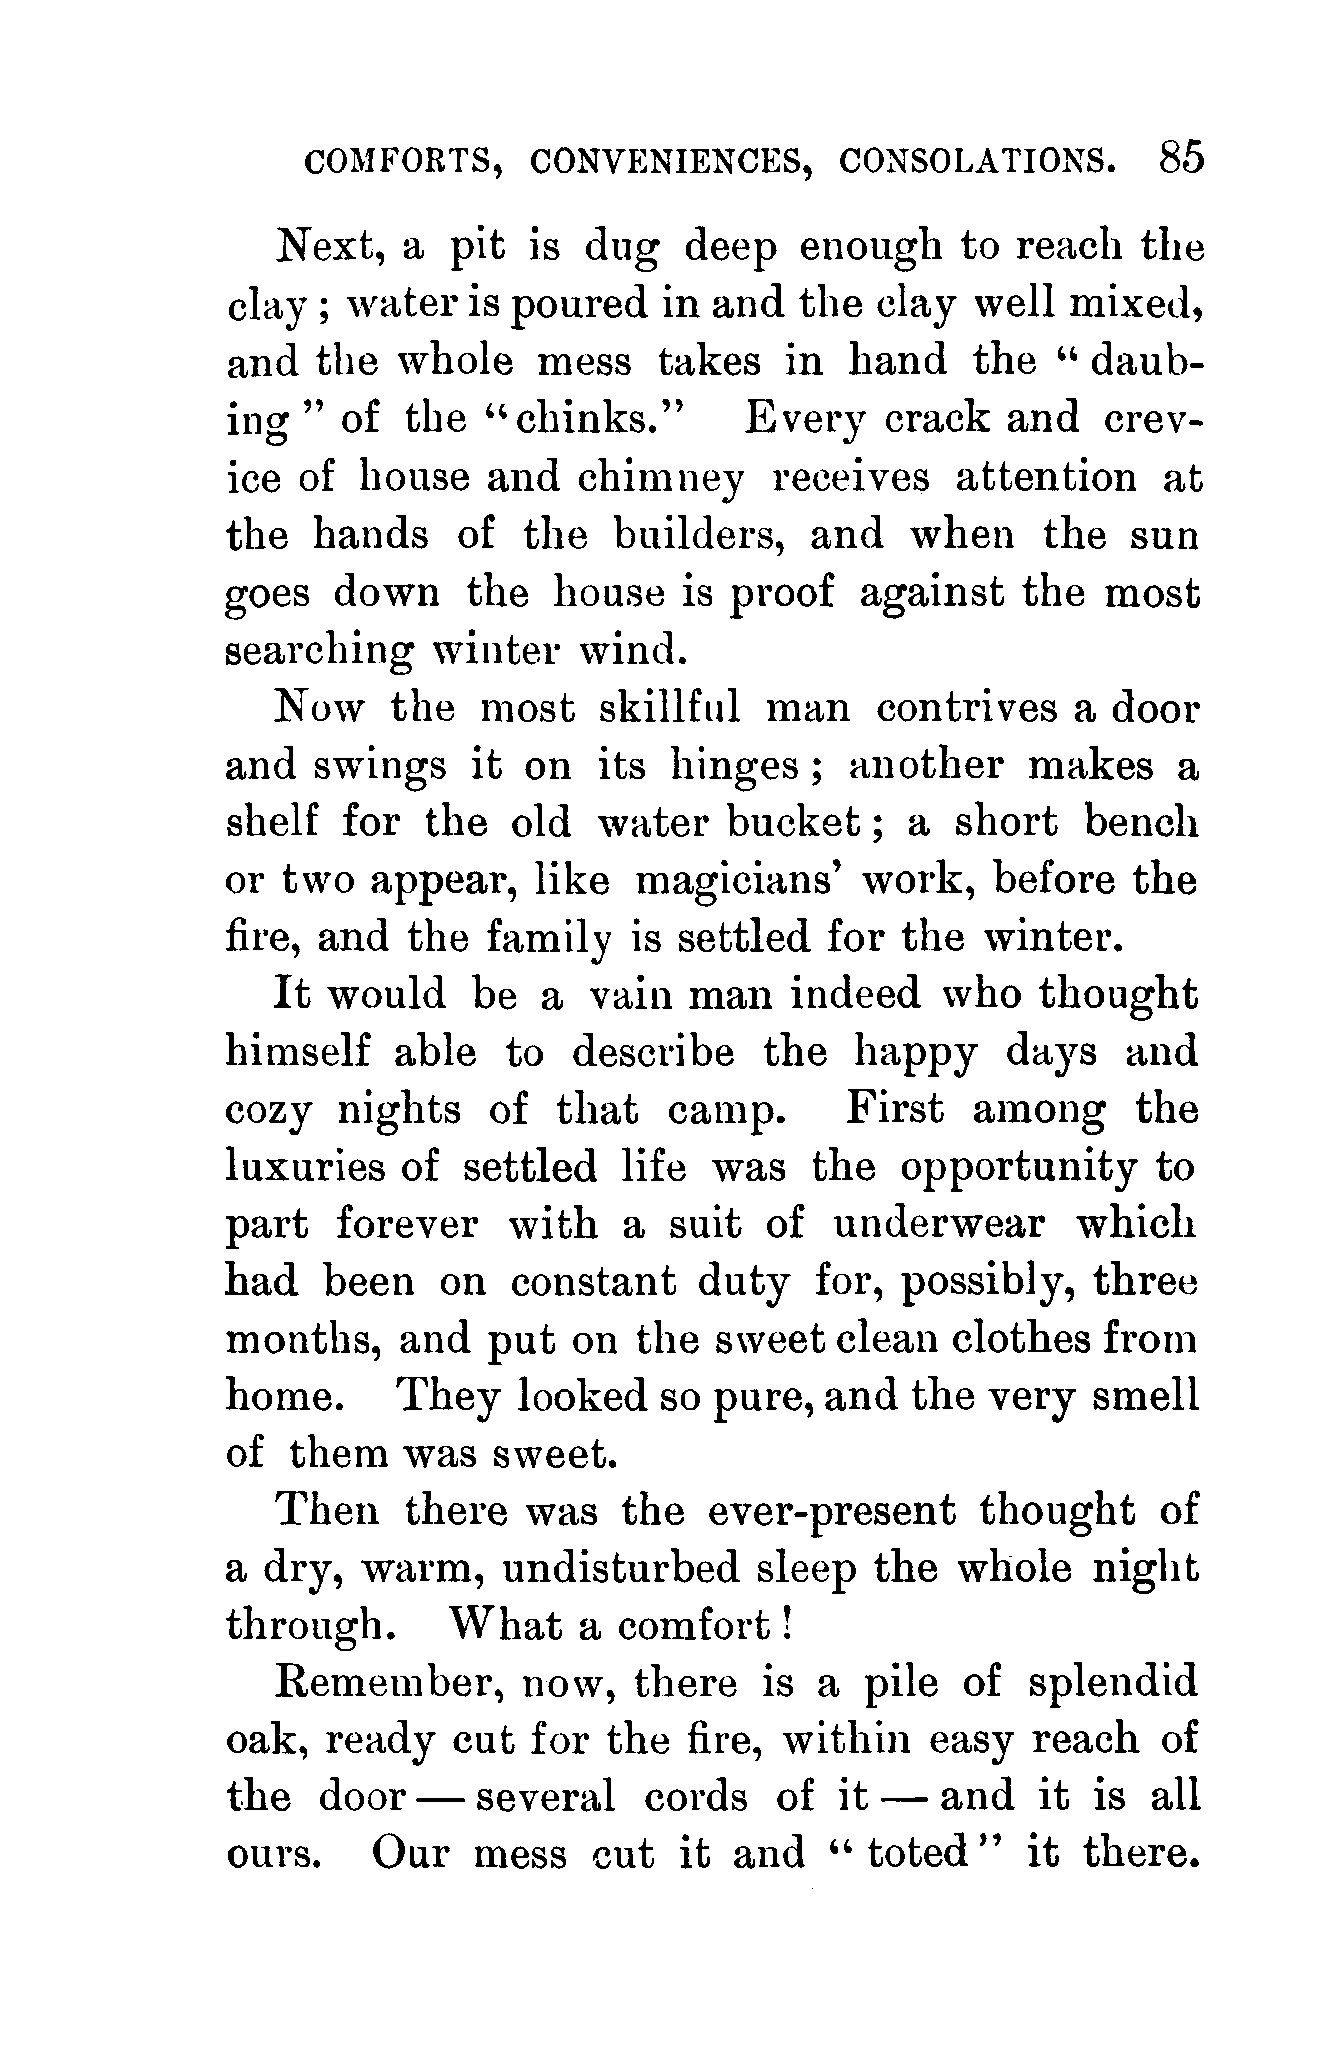 COMFORTS, CONVENIENCES, CONSOLATIONS. 85
Next, a pit is dug deep enough to reach the
clay ; water is poured in and the clay well mixed,
and the whole mess takes in hand the " daub-
ing " of the " chinks." Every crack and crev-
ice of house and chimney receives attention at
the hands of the builders, and when the sun
goes down the house is proof against the most
searching winter wind.
Now the most skillful man contrives a door
and swings it on its hinges ; another makes a
shelf for the old water bucket ; a short bench
or two appear, like magicians' work, before the
fire, and the family is settled for the winter.
It would be a vain man indeed who thought
himself able to describe the happy days and
cozy nights of that camp. First among the
luxuries of settled life was the opportunity to
part forever with a suit of underwear which
had been on constant duty for, possibly, three
months, and put on the sweet clean clothes from
home. They looked so pure, and the very smell
of them was sweet.
Then there was the ever-present thought of
a dry, warm, undisturbed sleep the whole night
through. What a comfort !
Remember, now, there is a pile of splendid
oak, ready cut for the fire, within easy reach of
the door — several cords of it — and it is all
ours. Our mess cut it and " toted " it there.